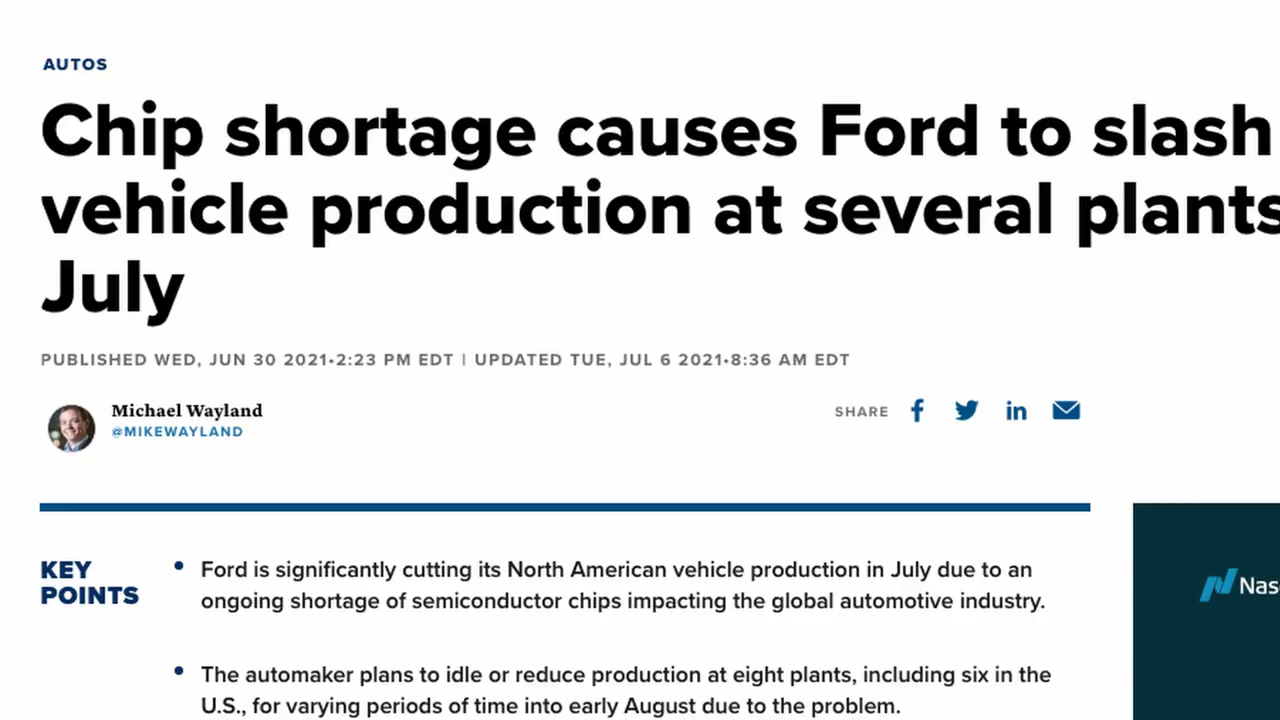 AUTOS
Chip shortage causes Ford to slash
vehicle production at several plants
July
PUBLISHED WED, JUN 30 2021•2:23 PM EDT | UPDATED TUE, JUL 6 2021•8:36 AM EDT
Michael Wayland
@MIKEWAYLAND
SHARE
KEY
POINTS
• Ford is significantly cutting its North American vehicle production in July due to an
ongoing shortage of semiconductor chips impacting the global automotive industry.
Nas
• The automaker plans to idle or reduce production at eight plants, including six in the
U.S., for varying periods of time into early August due to the problem.